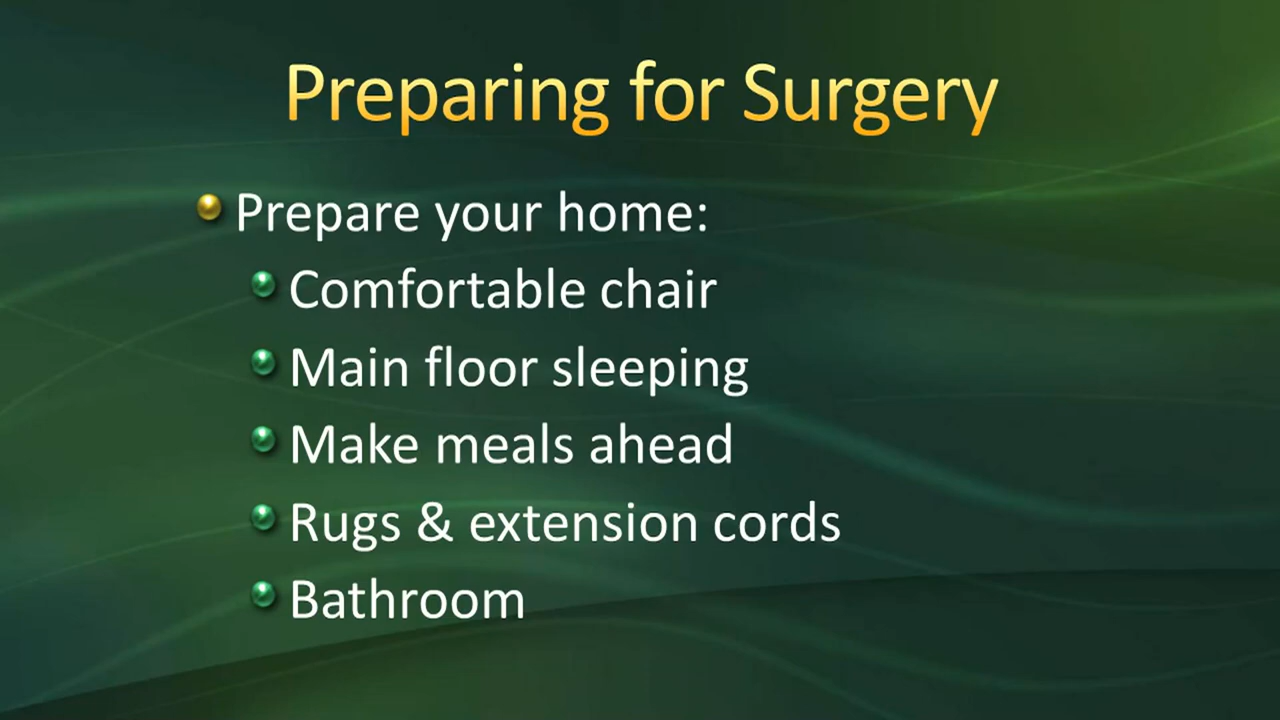 Preparing for Surgery
Prepare your home:
Comfortable chair
Main floor sleeping
Make meals ahead
Rugs & extension cords
Bathroom